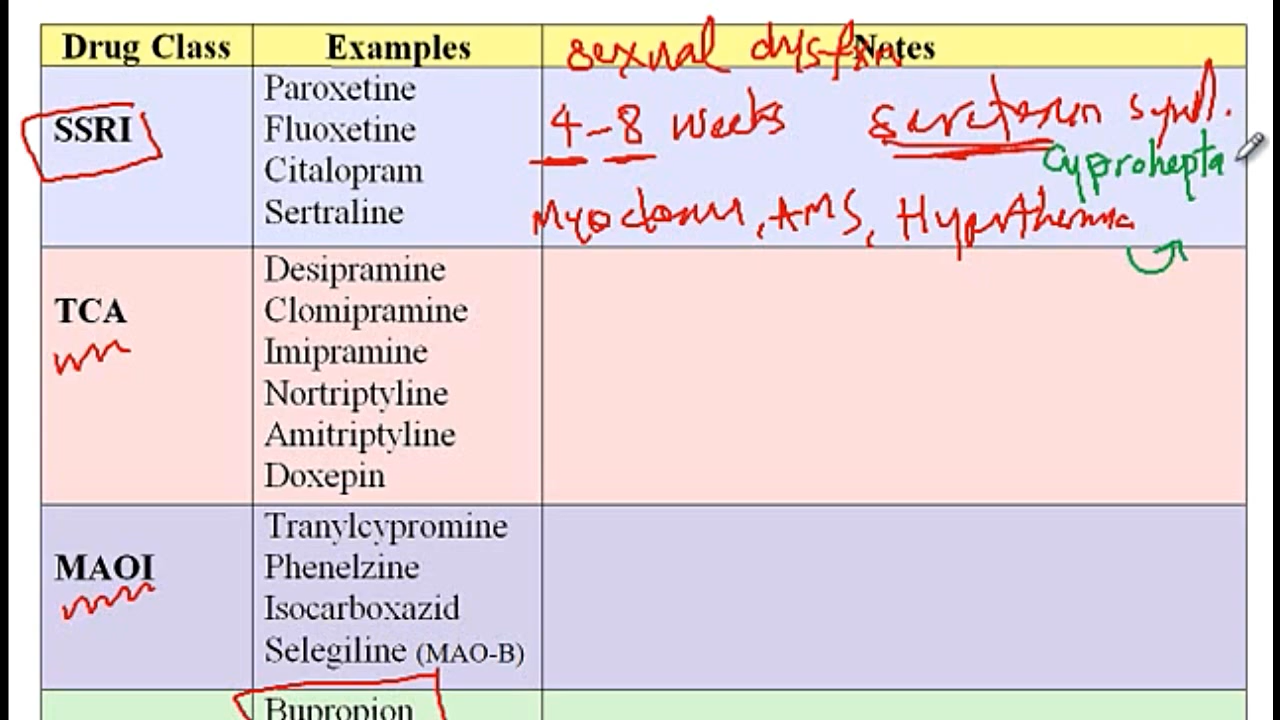 Drug Class Examples Notes
sexual dysfxn
SSRI
Paroxetine
Fluoxetine
Citalopram
Sertraline
4-8 weeks serotonin synd.
Cyprohepta
Myoclonus, AMS, Hyperthermia
TCA
Desipramine
Clomipramine
Imipramine
Nortriptyline
Amitriptyline
Doxepin
MAOI
Tranylcypromine
Phenelzine
Isocarboxazid
Selegiline (MAO-B)
Bupropion